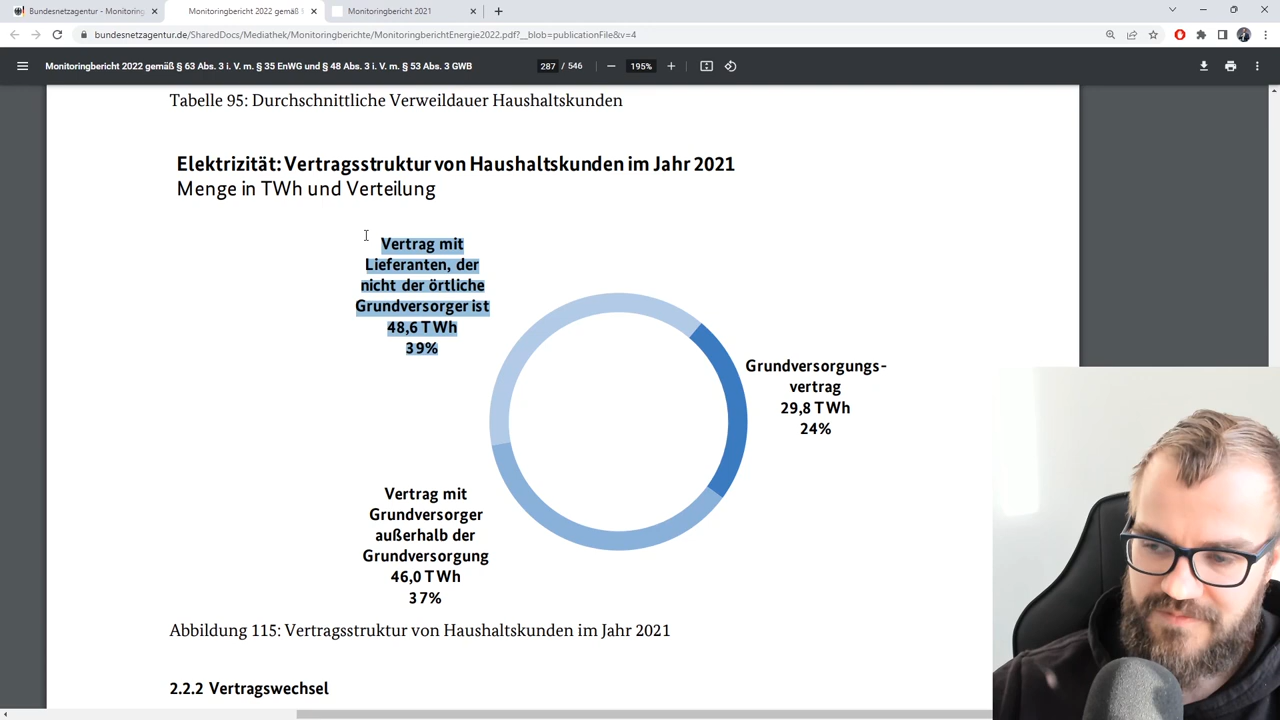 Bundesnetzagentur - Monitoring
Monitoringbericht 2022 gemäß §
Monitoringbericht 2021
bundesnetzagentur.de/SharedDocs/Mediathek/Monitoringberichte/MonitoringberichtEnergie2022.pdf?__blob=publicationFile&v=4
Monitoringbericht 2022 gemäß § 63 Abs. 3 i. V. m. § 35 EnWG und § 48 Abs. 3 i. V. m. § 53 Abs. 3 GWB
287 / 546
195%
Tabelle 95: Durchschnittliche Verweildauer Haushaltskunden
Elektrizität: Vertragsstruktur von Haushaltskunden im Jahr 2021
Menge in TWh und Verteilung
Vertrag mit
Lieferanten, der
nicht der örtliche
Grundversorger ist
48,6 TWh
39%
Grundversorgungs-
vertrag
29,8 TWh
24%
Vertrag mit
Grundversorger
außerhalb der
Grundversorgung
46,0 TWh
37%
Abbildung 115: Vertragsstruktur von Haushaltskunden im Jahr 2021
2.2.2 Vertragswechsel